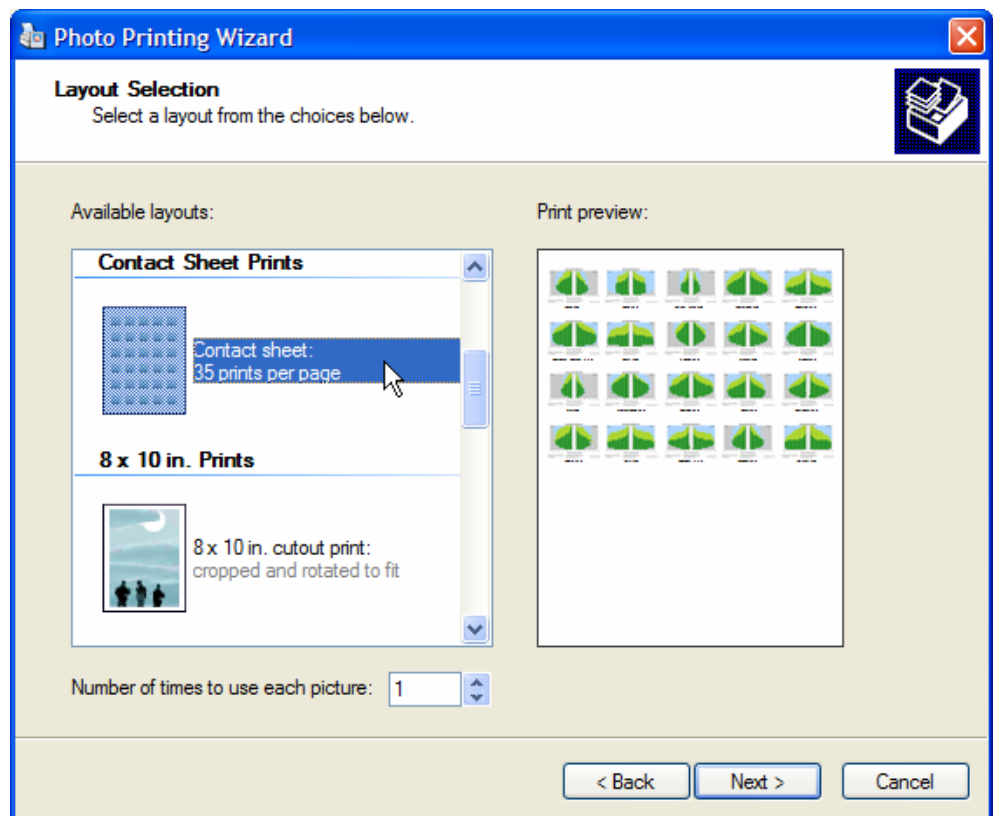 Photo Printing Wizard
Layout Selection
Select a layout from the choices below.
Available layouts:
Print preview:
Contact Sheet Prints
Contact sheet:
35 prints per page
8 x 10 in. Prints
8 x 10 in. cutout print:
cropped and rotated to fit
Number of times to use each picture: 1
< Back
Next >
Cancel